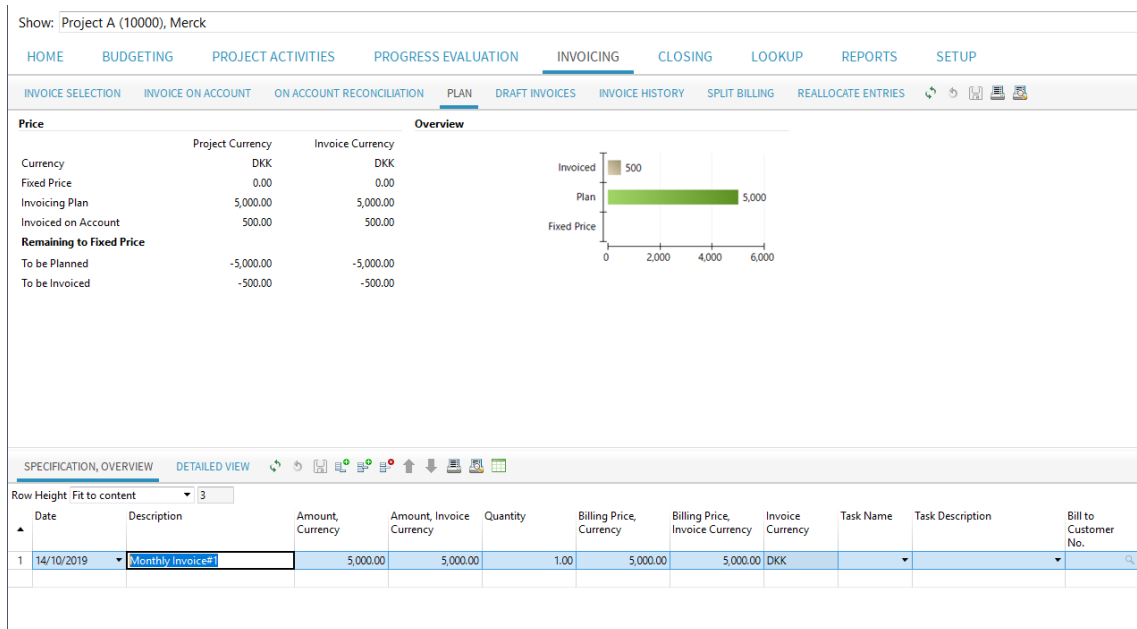 Show: Project A (10000), Merck
HOME BUDGETING PROJECT ACTIVITIES PROGRESS EVALUATION INVOICING CLOSING LOOKUP REPORTS SETUP
INVOICE SELECTION INVOICE ON ACCOUNT ON ACCOUNT RECONCILIATION PLAN DRAFT INVOICES INVOICE HISTORY SPLIT BILLING REALLOCATE ENTRIES
Price
Project Currency Invoice Currency
Currency DKK DKK
Fixed Price 0.00 0.00
Invoicing Plan 5,000.00 5,000.00
Invoiced on Account 500.00 500.00
Remaining to Fixed Price
To be Planned -5,000.00 -5,000.00
To be Invoiced -500.00 -500.00
Overview
Invoiced 500
Plan 5,000
Fixed Price
0 2,000 4,000 6,000
SPECIFICATION, OVERVIEW DETAILED VIEW
Row Height Fit to content 3
Date Description Amount, Amount, Invoice Quantity Billing Price, Billing Price, Invoice Task Name Task Description Bill to
Currency Currency Currency Invoice Currency Currency Customer
No.
1 14/10/2019 Monthly Invoice#1 5,000.00 5,000.00 1.00 5,000.00 5,000.00 DKK